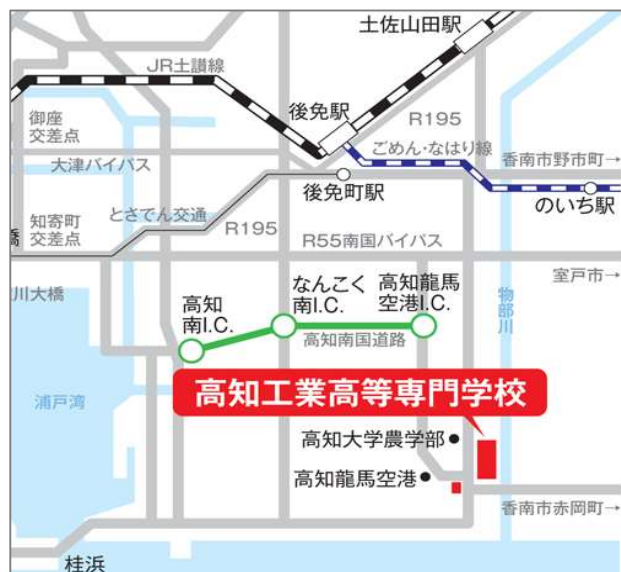 土佐山田駅
JR土讃線
後免駅
R195
御座
交差点
ごめん・なはり線
大津バイパス
香南市野市町→
後免町駅
のいち駅
とさでん交通
知寄町
交差点
橋
R195
R55南国バイパス
室戸市→
川大橋
高知
南I.C.
なんこく
南I.C.
高知龍馬
空港I.C.
物部川
高知南国道路
高知工業高等専門学校
浦戸湾
高知大学農学部
高知龍馬空港
香南市赤岡町→
桂浜